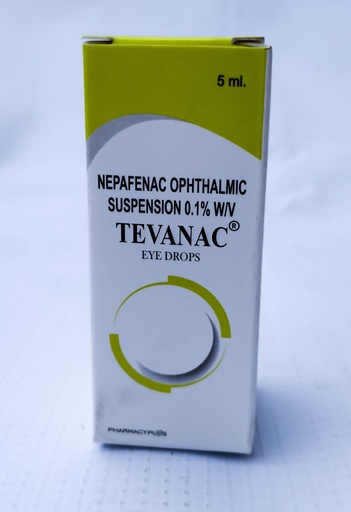 5 ml.
NEPAFENAC OPHTHALMIC
SUSPENSION 0.1% W/V
TEVANAC®
EYE DROPS
PHARMACYPLUS